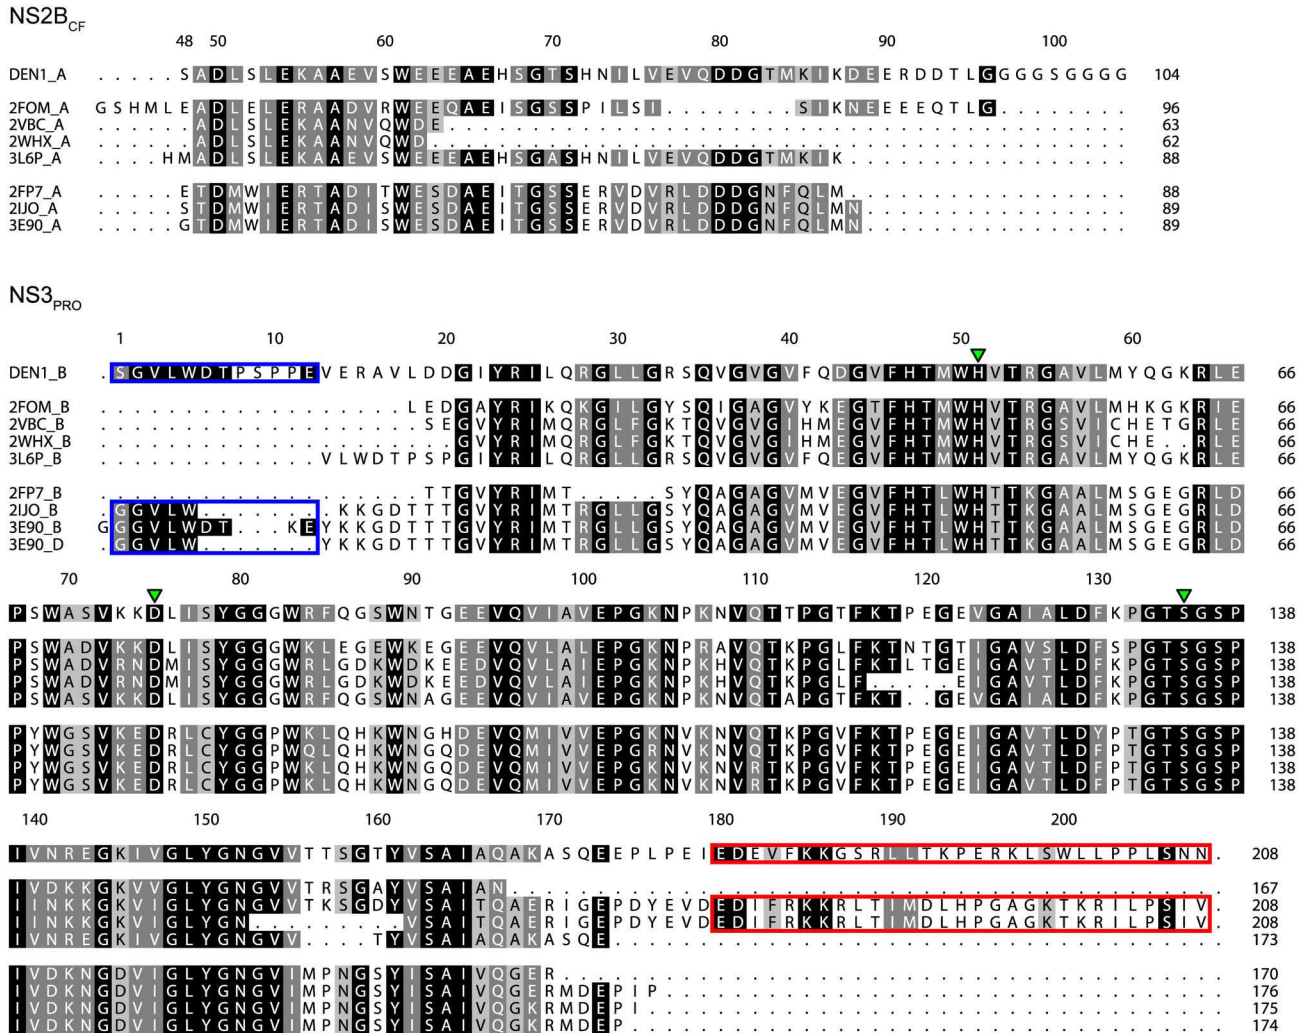 NS2B_CF
48 50 60 70 80 90 100
DEN1_A .....SADLSLEKAAEVSWEEEAEHSGTSHNILVEVQDDGTMKIKDEERDDTLGGGGSGGGG 104
2FOM_A GSHMLEADLELERAADVRWEEQAEISGSSPILSI........SIKNEEEEQTLG........ 96
2VBC_A ......ADLSLEKAANVQWDE......................................... 63
2WHX_A ......ADLSLEKAANVQWD.......................................... 62
3L6P_A ....HMADLSLEKAAEVSWEEEAEHSGASHNILVEVQDDGTMKIK................. 88
2FP7_A .....ETDMWIERTADITWESDAEITGSSERVDVRLDDDGNFQLM................. 88
2IJO_A .....STDMWIERTADISWESDAEITGSSERVDVRLDDDGNFQLMN................ 89
3E90_A .....GTDMWIERTADISWESDAEITGSSERVDVRLDDDGNFQLMN................ 89
NS3_PRO
1 10 20 30 40 50 60
DEN1_B .SGVLWDTPSPPEVERAVLDDGIYRILQRGLLGRSQVGVGVFQDGVFHTMWHVTRGAVLMYQGKRLE 66
2FOM_B ..................LEDGAYRIKQKGILGYSQIGAGVYKEGTFHTMWHVTRGAVLMHKGKRIE 66
2VBC_B ...................SEGVYRIMQRGLFGKTQVGVGIHMEGVFHTMWHVTRGSVICHETGRLE 66
2WHX_B .....................GVYRIMQRGLFGKTQVGVGIHMEGVFHTMWHVTRGSVICHE..RLE 66
3L6P_B .............VLWDTPSPGIYRILQRGLLGRSQVGVGVFQEGVFHTMWHVTRGAVLMYQGKRLE 66
2FP7_B ...................TTGVYRIMT.....SYQAGAGVMVEGVFHTLWHTTKGAALMSGEGRLD 66
2IJO_B .GGVLW........KKGDTTTGVYRIMTRGLLGSYQAGAGVMVEGVFHTLWHTTKGAALMSGEGRLD 66
3E90_B GGGVLWDT...KEYKKGDTTTGVYRIMTRGLLGSYQAGAGVMVEGVFHTLWHTTKGAALMSGEGRLD 66
3E90_D .GGVLW.......YKKGDTTTGVYRIMTRGLLGSYQAGAGVMVEGVFHTLWHTTKGAALMSGEGRLD 66
70 80 90 100 110 120 130
PSWASVKKDLISYGGGWRFQGSWNTGEEVQVIAVEPGKNPKNVQTTPGTFKTPEGEVGAIALDFKPGTSGSP 138
PSWADVKKDLISYGGGWKLEGEWKEGEEVQVLALEPGKNPRAVQTKPGLFKTNTGTIGAVSLDFSPGTSGSP 138
PSWADVRNDMISYGGGWRLGDKWDKEEDVQVLAIEPGKNPKHVQTKPGLFKTLTGEIGAVTLDFKPGTSGSP 138
PSWADVRNDMISYGGGWRLGDKWDKEEDVQVLAIEPGKNPKHVQTKPGLF.....EIGAVTLDFKPGTSGSP 138
PSWASVKKDLISYGGGWRFQGSWNAGEEVQVIAVEPGKNPKNVQTAPGTFKT..GEVGAIALDFKPGTSGSP 138
PYWGSVKEDRLCYGGPWKLQHKWNGHDEVQMIVVEPGKNVKNVQTKPGVFKTPEGEIGAVTLDYPTGTSGSP 138
PYWGSVKEDRLCYGGPWQLQHKWNGQDEVQMIVVEPGRNVKNVQTKPGVFKTPEGEIGAVTLDFPTGTSGSP 138
PYWGSVKEDRLCYGGPWKLQHKWNGQDEVQMIVVEPGKNVKNVRTKPGVFKTPEGEIGAVTLDFPTGTSGSP 138
PYWGSVKEDRLCYGGPWKLQHKWNGQDEVQMIVVEPGKNVKNVRTKPGVFKTPEGEIGAVTLDFPTGTSGSP 138
140 150 160 170 180 190 200
IVNREGKIVGLYGNGVVTTSGTYVSAIAQAKASQEEPLPEIEDEVFKKGSRLLTKPERKLSWLLPPLSNN. 208
IVDKKGKVVGLYGNGVVTRSGAYVSAIAN.......................................... 167
IINKKGKVVGLYGNGVVTKSGDYVSAITQAERIGEPDYEVDEDIFRKKRLTIMDLHPGAGKTKRILPSIV. 208
IINKKGKVIGLYGN.........VSAITQAERIGEPDYEVDEDIFRKKRLTIMDLHPGAGKTKRILPSIV. 208
IVNREGKIVGLYGNGVV....TYVSAIAQAKASQE.................................... 173
IVDKNGDVIGLYGNGVIMPNGSYISAIVQGER....................................... 170
IVDKNGDVIGLYGNGVIMPNGSYISAIVQGERMDEPIP................................. 176
IVDKNGDVIGLYGNGVIMPNGSYISAIVQGKRMDEPI.................................. 175
IVDKNGDVIGLYGNGVIMPNGSYISAIVQGKRMDEP................................... 174